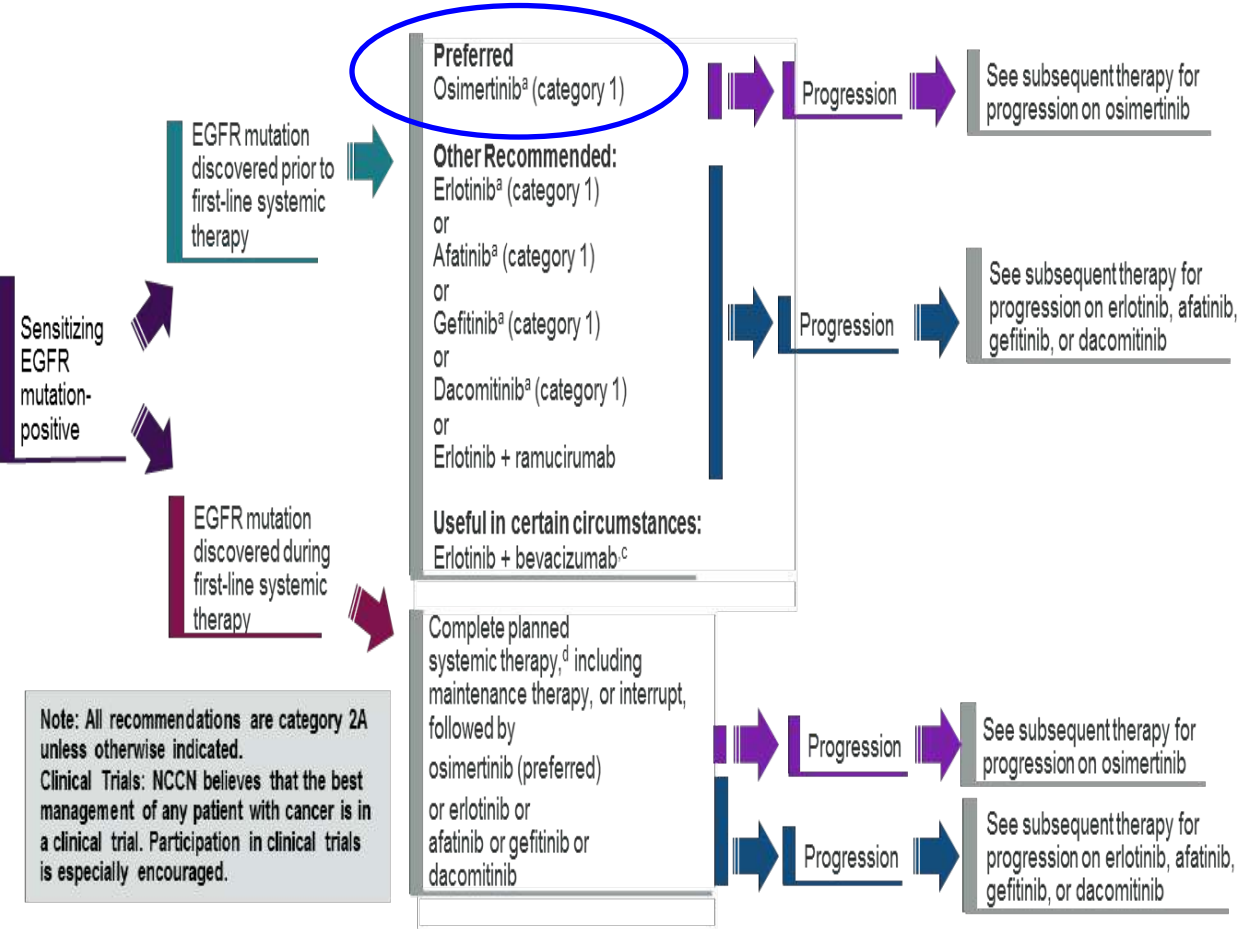 Sensitizing
EGFR
mutation-
positive
EGFR mutation
discovered prior to
first-line systemic
therapy
Preferred
Osimertinibᵃ (category 1)
Other Recommended:
Erlotinibᵃ (category 1)
or
Afatinibᵃ (category 1)
or
Gefitinibᵃ (category 1)
or
Dacomitinibᵃ (category 1)
or
Erlotinib + ramucirumab
Useful in certain circumstances:
Erlotinib + bevacizumab,ᶜ
Progression
See subsequent therapy for
progression on osimertinib
Progression
See subsequent therapy for
progression on erlotinib, afatinib,
gefitinib, or dacomitinib
EGFR mutation
discovered during
first-line systemic
therapy
Complete planned
systemic therapy,ᵈ including
maintenance therapy, or interrupt,
followed by
osimertinib (preferred)
or erlotinib or
afatinib or gefitinib or
dacomitinib
Progression
See subsequent therapy for
progression on osimertinib
Progression
See subsequent therapy for
progression on erlotinib, afatinib,
gefitinib, or dacomitinib
Note: All recommendations are category 2A
unless otherwise indicated.
Clinical Trials: NCCN believes that the best
management of any patient with cancer is in
a clinical trial. Participation in clinical trials
is especially encouraged.